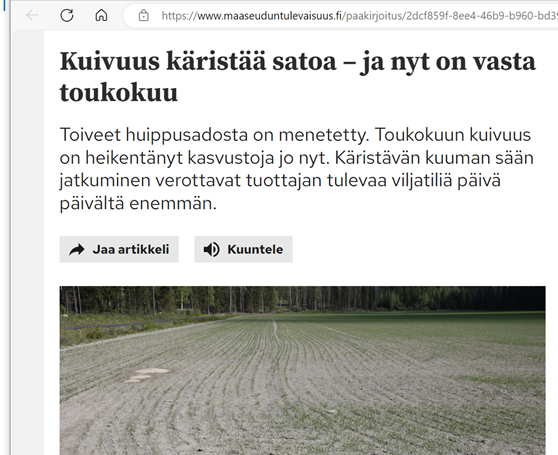 https://www.maaseuduntulevaisuus.fi/paakirjoitus/2dcf859f-8ee4-46b9-b960-bd39
Kuivuus käristää satoa – ja nyt on vasta
toukokuu
Toiveet huippusadosta on menetetty. Toukokuun kuivuus
on heikentänyt kasvustoja jo nyt. Käristävän kuuman sään
jatkuminen verottavat tuottajan tulevaa viljatiliä päivä
päivältä enemmän.
Jaa artikkeli Kuuntele